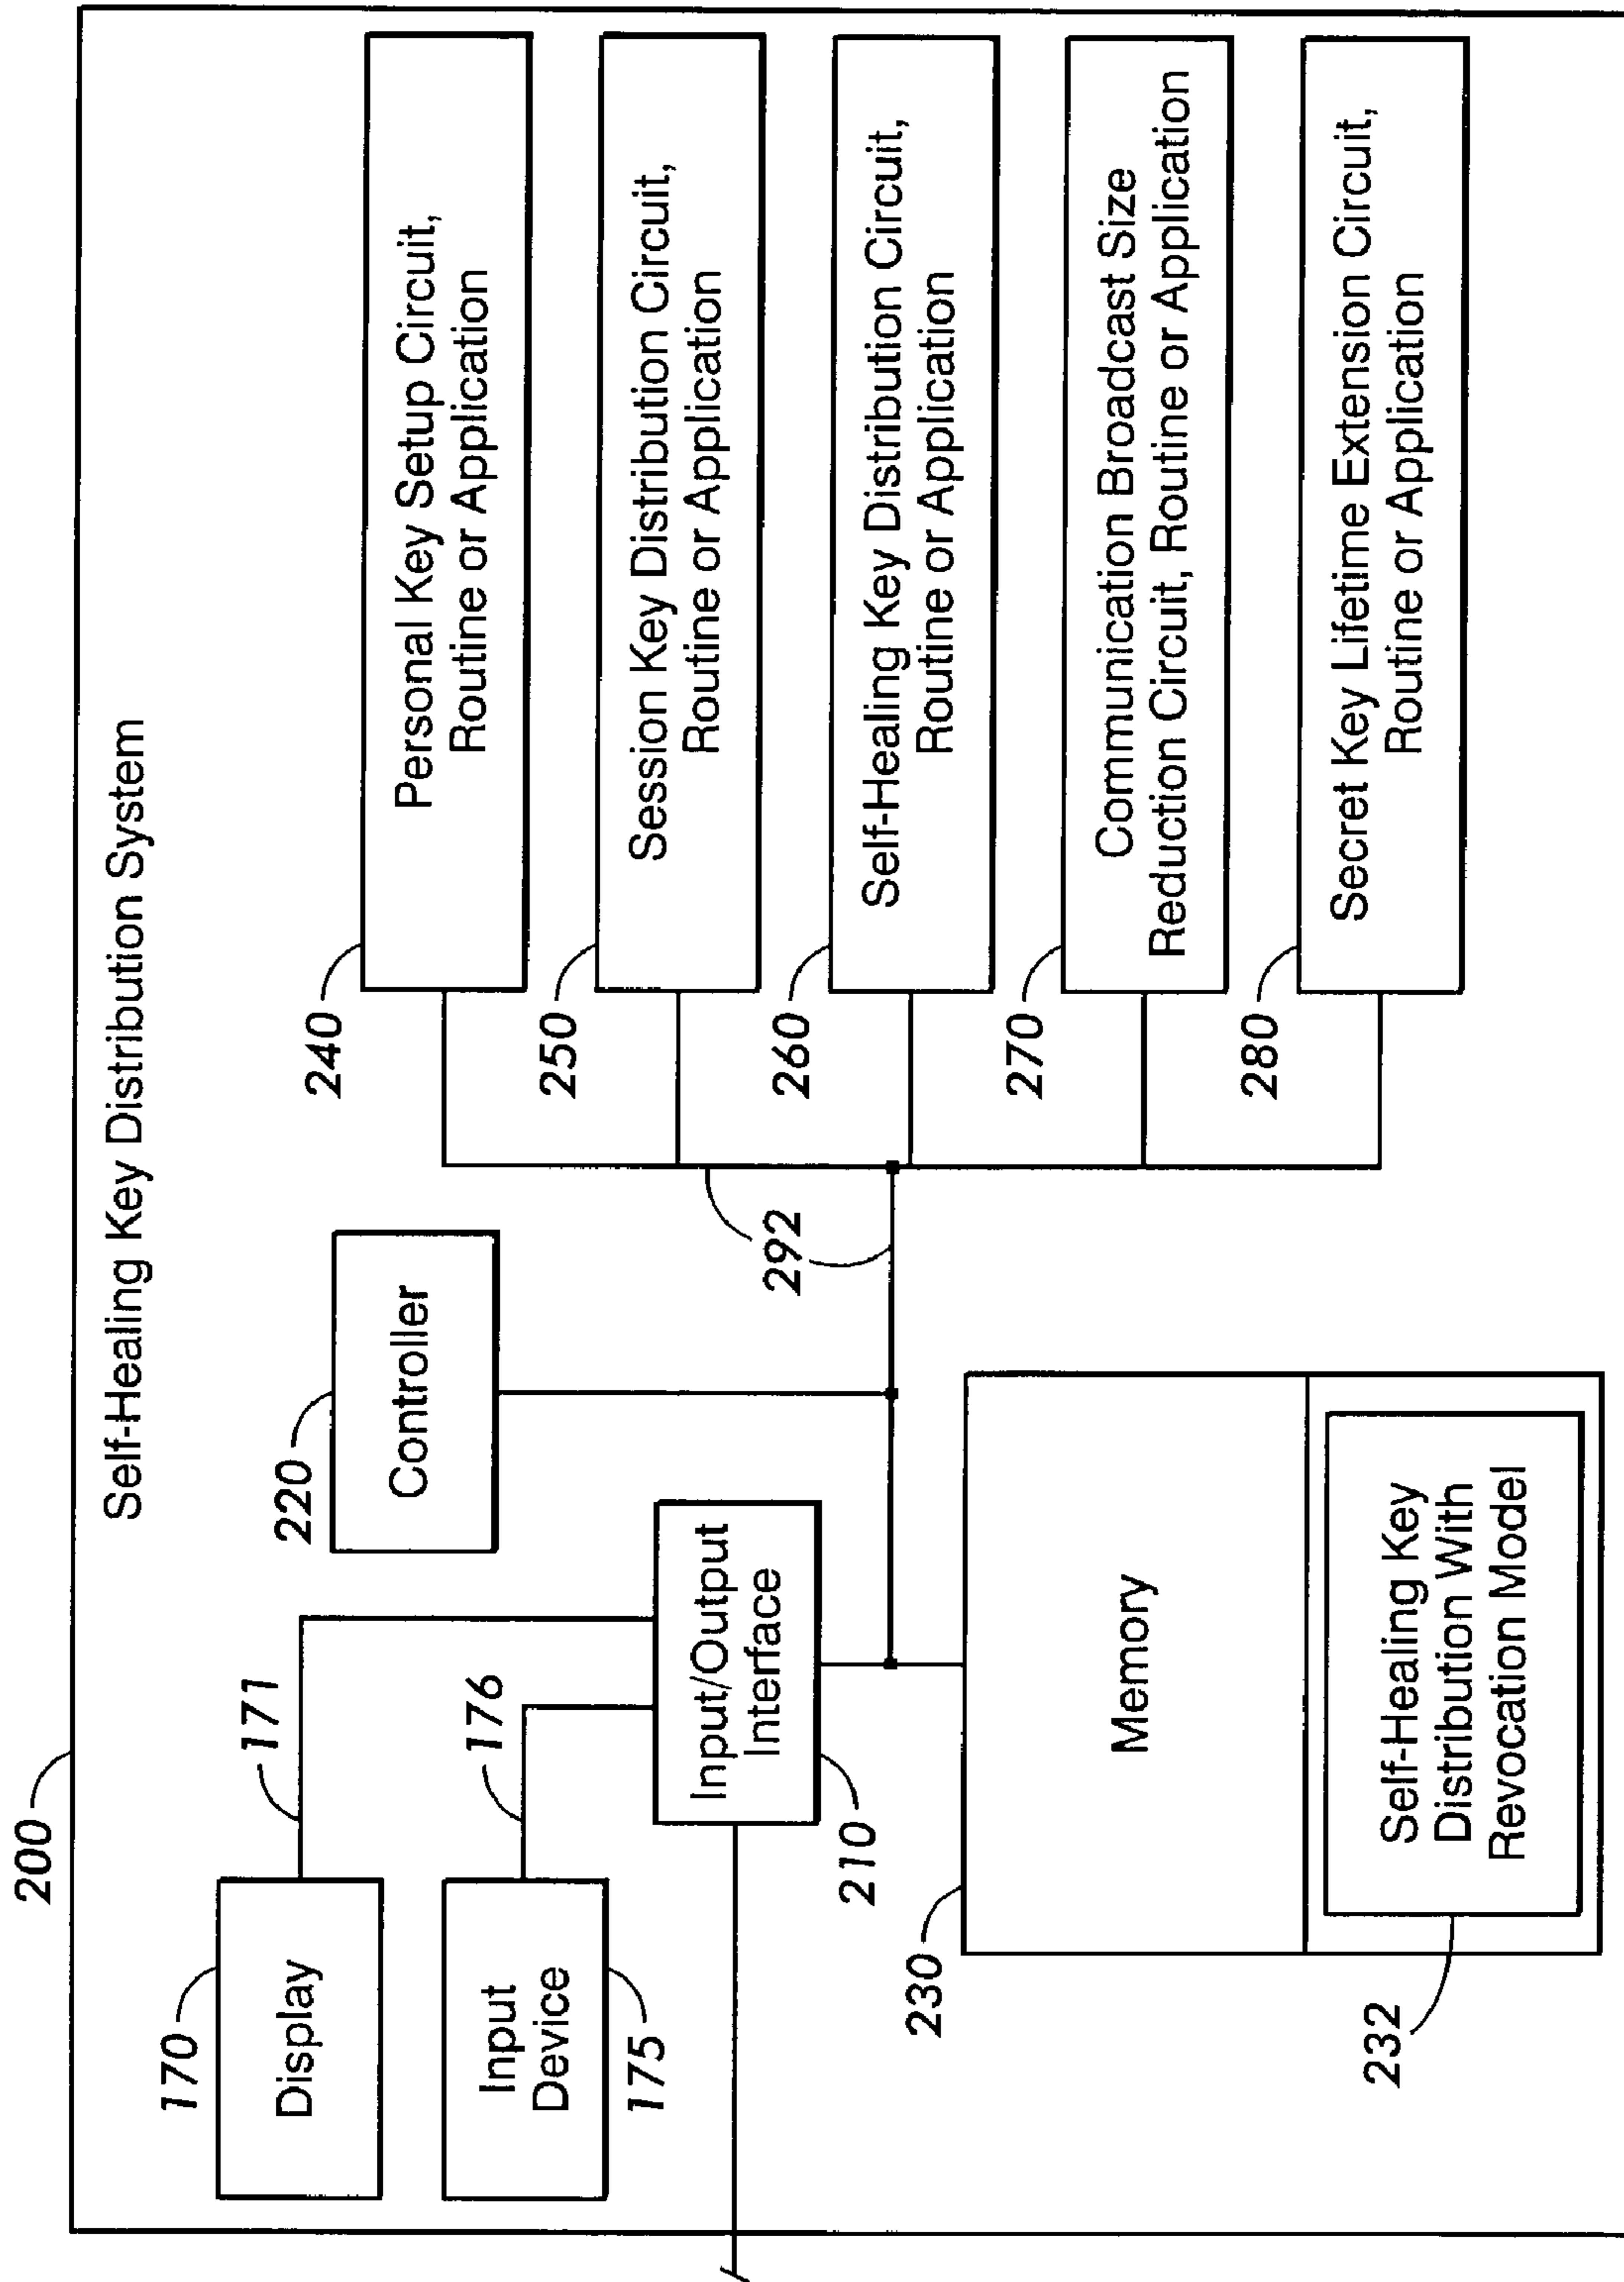 Self-Healing Key Distribution System
200
170
Display
171
Input
Device
175
176
220
Controller
Input/Output
Interface
210
230
Memory
232
Self-Healing Key
Distribution With
Revocation Model
292
240
Personal Key Setup Circuit,
Routine or Application
250
Session Key Distribution Circuit,
Routine or Application
260
Self-Healing Key Distribution Circuit,
Routine or Application
270
Communication Broadcast Size
Reduction Circuit, Routine or Application
280
Secret Key Lifetime Extension Circuit,
Routine or Application